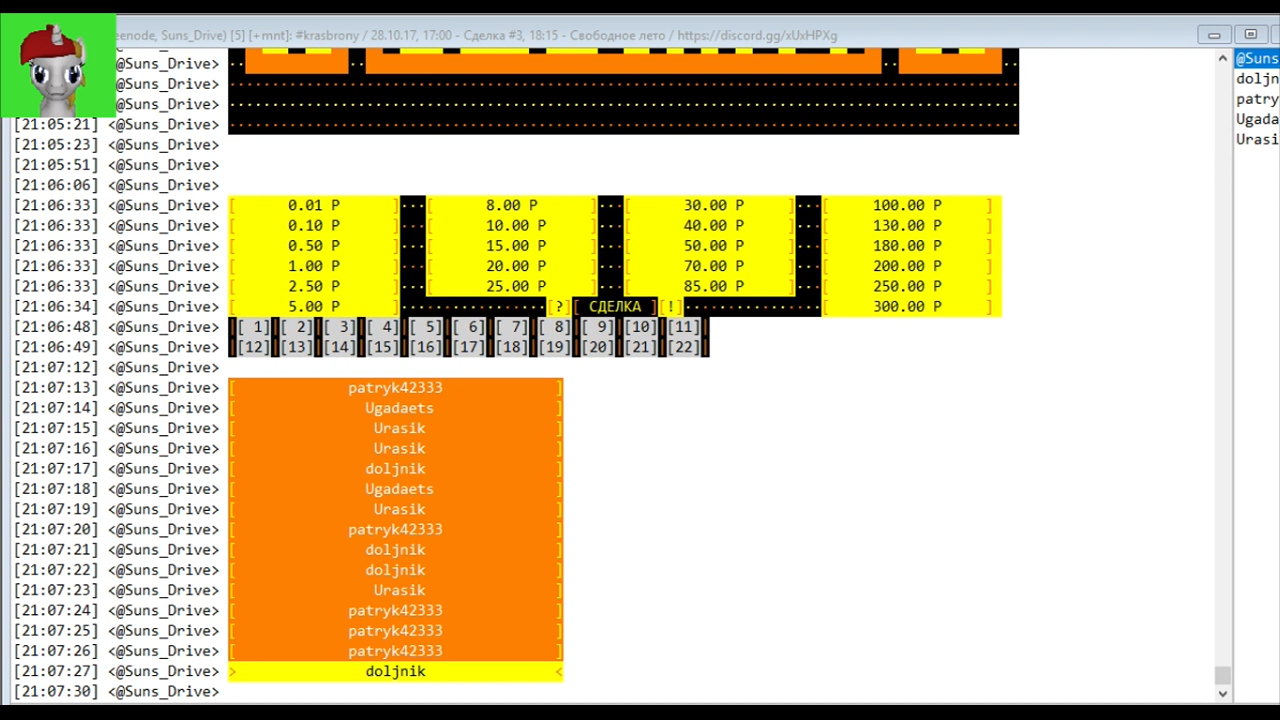 eenode, Suns_Drive) [5] [+mnt]: #krasbrony / 28.10.17, 17:00 - Сделка #3, 18:15 - Свободное лето / https://discord.gg/xUxHPXg
@Suns_Drive>
@Suns_Drive>
@Suns_Drive>
[21:05:21] <@Suns_Drive>
[21:05:23] <@Suns_Drive>
[21:05:51] <@Suns_Drive>
[21:06:06] <@Suns_Drive>
[21:06:33] <@Suns_Drive> [ 0.01 P ]...[ 8.00 P ]...[ 30.00 P ]...[ 100.00 P ]
[21:06:33] <@Suns_Drive> [ 0.10 P ]...[ 10.00 P ]...[ 40.00 P ]...[ 130.00 P ]
[21:06:33] <@Suns_Drive> [ 0.50 P ]...[ 15.00 P ]...[ 50.00 P ]...[ 180.00 P ]
[21:06:33] <@Suns_Drive> [ 1.00 P ]...[ 20.00 P ]...[ 70.00 P ]...[ 200.00 P ]
[21:06:33] <@Suns_Drive> [ 2.50 P ]...[ 25.00 P ]...[ 85.00 P ]...[ 250.00 P ]
[21:06:34] <@Suns_Drive> [ 5.00 P ].................[?][ СДЕЛКА ][!]................[ 300.00 P ]
[21:06:48] <@Suns_Drive> |[ 1]|[ 2]|[ 3]|[ 4]|[ 5]|[ 6]|[ 7]|[ 8]|[ 9]|[10]|[11]|
[21:06:49] <@Suns_Drive> |[12]|[13]|[14]|[15]|[16]|[17]|[18]|[19]|[20]|[21]|[22]|
[21:07:12] <@Suns_Drive>
[21:07:13] <@Suns_Drive> [ patryk42333 ]
[21:07:14] <@Suns_Drive> [ Ugadaets ]
[21:07:15] <@Suns_Drive> [ Urasik ]
[21:07:16] <@Suns_Drive> [ Urasik ]
[21:07:17] <@Suns_Drive> [ doljnik ]
[21:07:18] <@Suns_Drive> [ Ugadaets ]
[21:07:19] <@Suns_Drive> [ Urasik ]
[21:07:20] <@Suns_Drive> [ patryk42333 ]
[21:07:21] <@Suns_Drive> [ doljnik ]
[21:07:22] <@Suns_Drive> [ doljnik ]
[21:07:23] <@Suns_Drive> [ Urasik ]
[21:07:24] <@Suns_Drive> [ patryk42333 ]
[21:07:25] <@Suns_Drive> [ patryk42333 ]
[21:07:26] <@Suns_Drive> [ patryk42333 ]
[21:07:27] <@Suns_Drive> > doljnik <
[21:07:30] <@Suns_Drive>
@Suns
doljn
patry
Ugada
Urasi